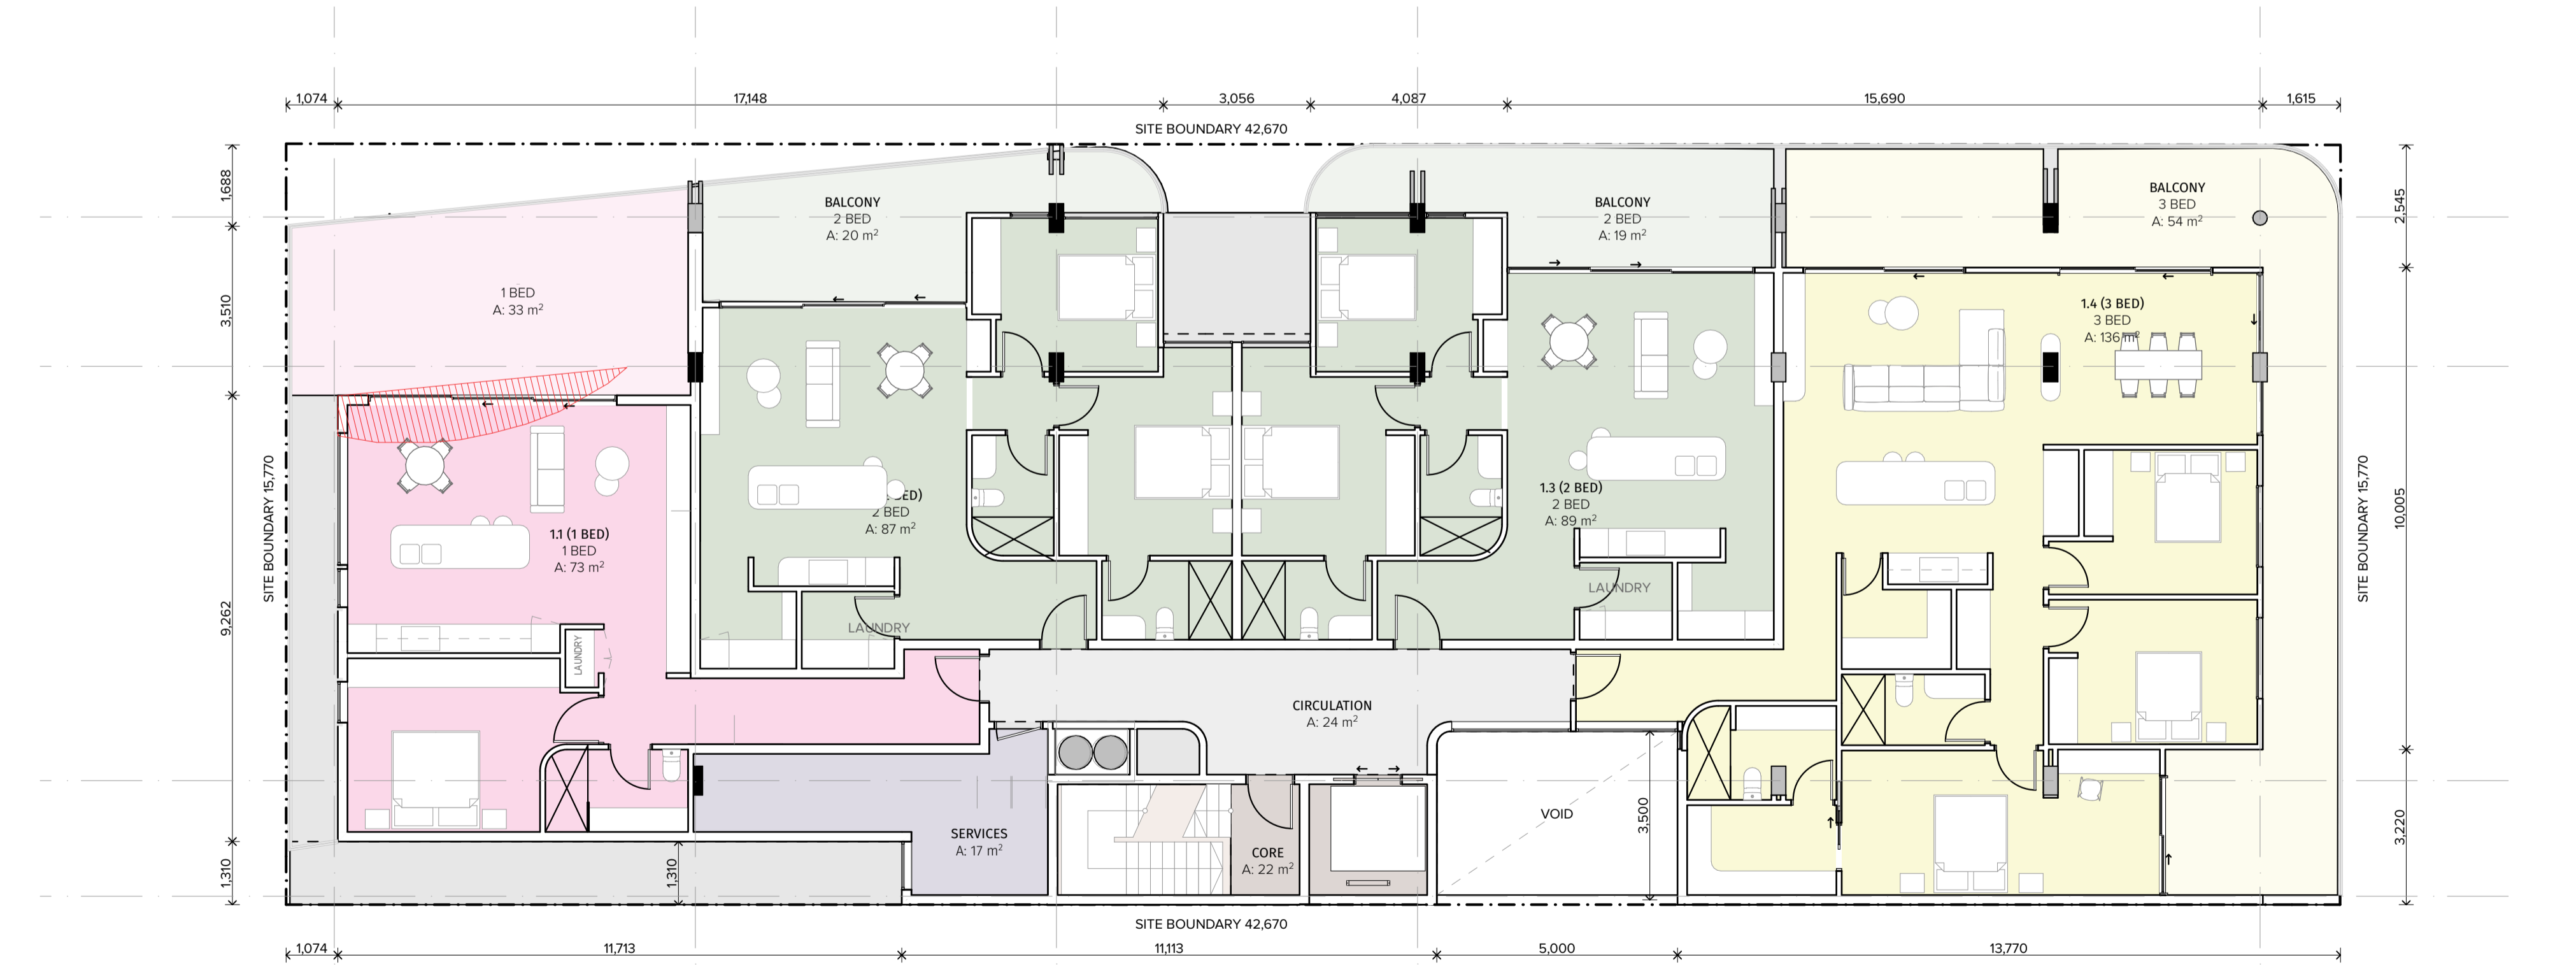 1,074
17,148
3,056
4,087
15,690
1,615
SITE BOUNDARY 42,670
1,688
3,510
9,262
1,310
SITE BOUNDARY 15,770
2,545
10,005
3,220
SITE BOUNDARY 15,770
BALCONY
2 BED
A: 20 m²
BALCONY
2 BED
A: 19 m²
BALCONY
3 BED
A: 54 m²
1 BED
A: 33 m²
1.4 (3 BED)
3 BED
A: 136 m²
BED)
2 BED
A: 87 m²
1.3 (2 BED)
2 BED
A: 89 m²
1.1 (1 BED)
1 BED
A: 73 m²
LAUNDRY
LAUNDRY
LAUNDRY
CIRCULATION
A: 24 m²
SERVICES
A: 17 m²
CORE
A: 22 m²
VOID
3,500
1,310
SITE BOUNDARY 42,670
1,074
11,713
11,113
5,000
13,770